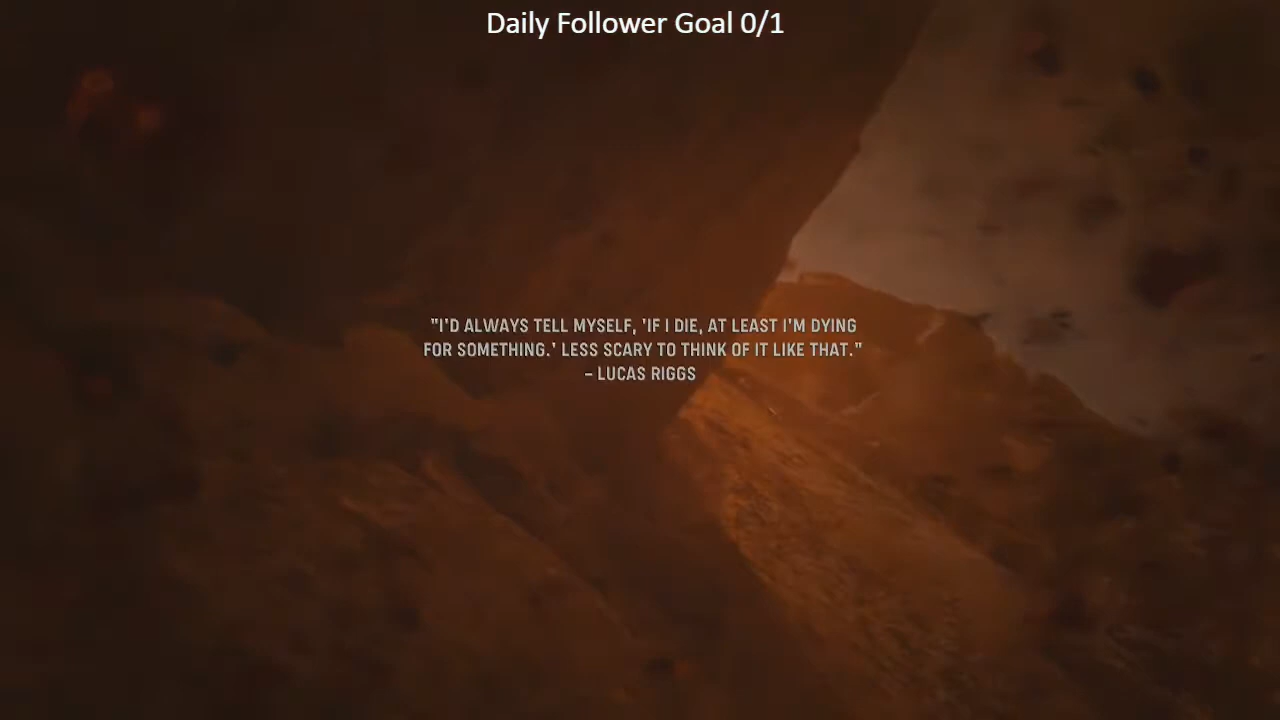 Daily Follower Goal 0/1
"I'D ALWAYS TELL MYSELF, 'IF I DIE, AT LEAST I'M DYING
FOR SOMETHING.' LESS SCARY TO THINK OF IT LIKE THAT."
– LUCAS RIGGS